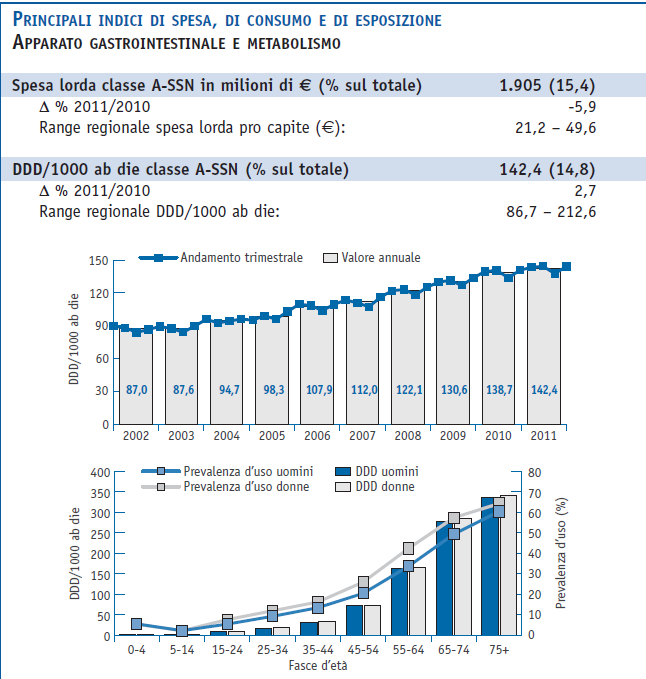 PRINCIPALI INDICI DI SPESA, DI CONSUMO E DI ESPOSIZIONE
APPARATO GASTROINTESTINALE E METABOLISMO
Spesa lorda classe A-SSN in milioni di € (% sul totale) 1.905 (15,4)
Δ % 2011/2010 -5,9
Range regionale spesa lorda pro capite (€): 21,2 – 49,6
DDD/1000 ab die classe A-SSN (% sul totale) 142,4 (14,8)
Δ % 2011/2010 2,7
Range regionale DDD/1000 ab die: 86,7 – 212,6
Andamento trimestrale Valore annuale
DDD/1000 ab die
150
120
90
60
30
0
87,0 87,6 94,7 98,3 107,9 112,0 122,1 130,6 138,7 142,4
2002 2003 2004 2005 2006 2007 2008 2009 2010 2011
Prevalenza d'uso uomini DDD uomini
Prevalenza d'uso donne DDD donne
DDD/1000 ab die
400
350
300
250
200
150
100
50
0
80
70
60
50
40
30
20
10
0
Prevalenza d'uso (%)
0-4 5-14 15-24 25-34 35-44 45-54 55-64 65-74 75+
Fasce d'età